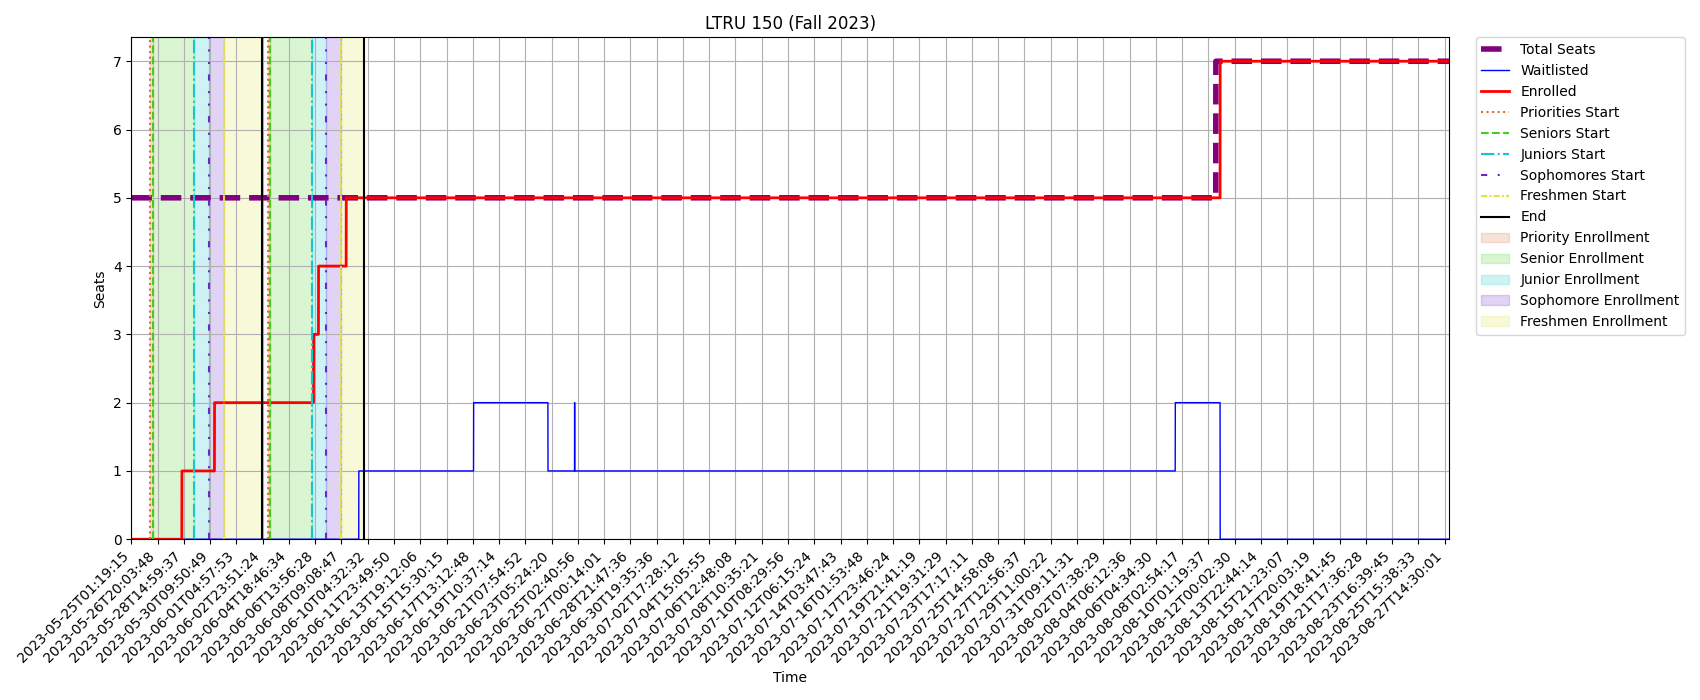 LTRU 150 (Fall 2023)
Seats
7
6
5
4
3
2
1
0
2023-05-25T01:19:15
2023-05-26T20:03:48
2023-05-28T14:59:37
2023-05-30T09:50:49
2023-06-01T04:57:53
2023-06-02T23:51:24
2023-06-04T18:46:34
2023-06-06T13:56:28
2023-06-08T09:08:47
2023-06-10T04:32:32
2023-06-11T23:49:50
2023-06-13T19:12:06
2023-06-15T15:30:15
2023-06-17T13:12:48
2023-06-19T10:37:14
2023-06-21T07:54:52
2023-06-23T05:24:20
2023-06-25T02:40:56
2023-06-27T00:14:01
2023-06-28T21:47:36
2023-06-30T19:35:36
2023-07-02T17:28:12
2023-07-04T15:05:55
2023-07-06T12:48:08
2023-07-08T10:35:21
2023-07-10T08:29:56
2023-07-12T06:15:24
2023-07-14T03:47:43
2023-07-16T01:53:48
2023-07-17T23:46:24
2023-07-19T21:41:19
2023-07-21T19:31:29
2023-07-23T17:17:11
2023-07-25T14:58:08
2023-07-27T12:56:37
2023-07-29T11:00:22
2023-07-31T09:11:31
2023-08-02T07:38:29
2023-08-04T06:12:36
2023-08-06T04:34:30
2023-08-08T02:54:17
2023-08-10T01:19:37
2023-08-12T00:02:30
2023-08-13T22:44:14
2023-08-15T21:23:07
2023-08-17T20:03:19
2023-08-19T18:41:45
2023-08-21T17:36:28
2023-08-23T16:39:45
2023-08-25T15:38:33
2023-08-27T14:30:01
Time
Total Seats
Waitlisted
Enrolled
Priorities Start
Seniors Start
Juniors Start
Sophomores Start
Freshmen Start
End
Priority Enrollment
Senior Enrollment
Junior Enrollment
Sophomore Enrollment
Freshmen Enrollment